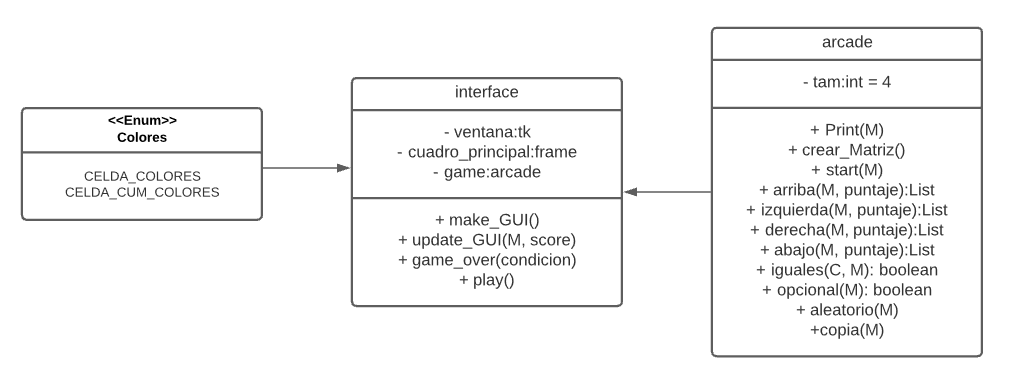 <<Enum>>
Colores
CELDA_COLORES
CELDA_CUM_COLORES
interface
- ventana:tk
- cuadro_principal:frame
- game:arcade
+ make_GUI()
+ update_GUI(M, score)
+ game_over(condicion)
+ play()
arcade
- tam:int = 4
+ Print(M)
+ crear_Matriz()
+ start(M)
+ arriba(M, puntaje):List
+ izquierda(M, puntaje):List
+ derecha(M, puntaje):List
+ abajo(M, puntaje):List
+ iguales(C, M): boolean
+ opcional(M): boolean
+ aleatorio(M)
+copia(M)